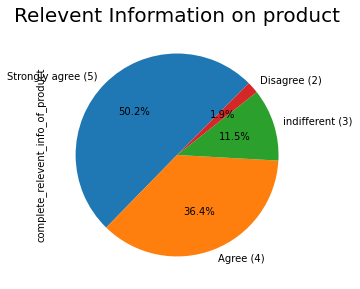 Relevent Information on product
Strongly agree (5)
Disagree (2)
50.2%
1.9%
indifferent (3)
11.5%
complete_relevent_info_of_product
36.4%
Agree (4)